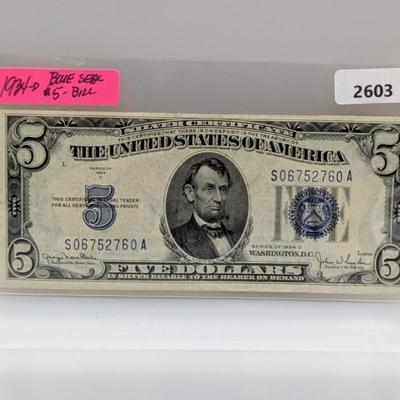 1934-D BLUE SEAL
$5- BILL
2603
5 SILVER CERTIFICATE 5
THIS CERTIFIES THAT THERE IS ON DEPOSIT IN THE TREASURY OF
THE UNITED STATES OF AMERICA
L
SERIES OF
1934
D
S06752760A
THIS CERTIFICATE IS LEGAL TENDER
FOR ALL DEBTS PUBLIC AND PRIVATE
5
FIVE
S06752760A
SERIES OF 1934 D
WASHINGTON, D.C.
5 FIVE DOLLARS 5
IN SILVER PAYABLE TO THE BEARER ON DEMAND